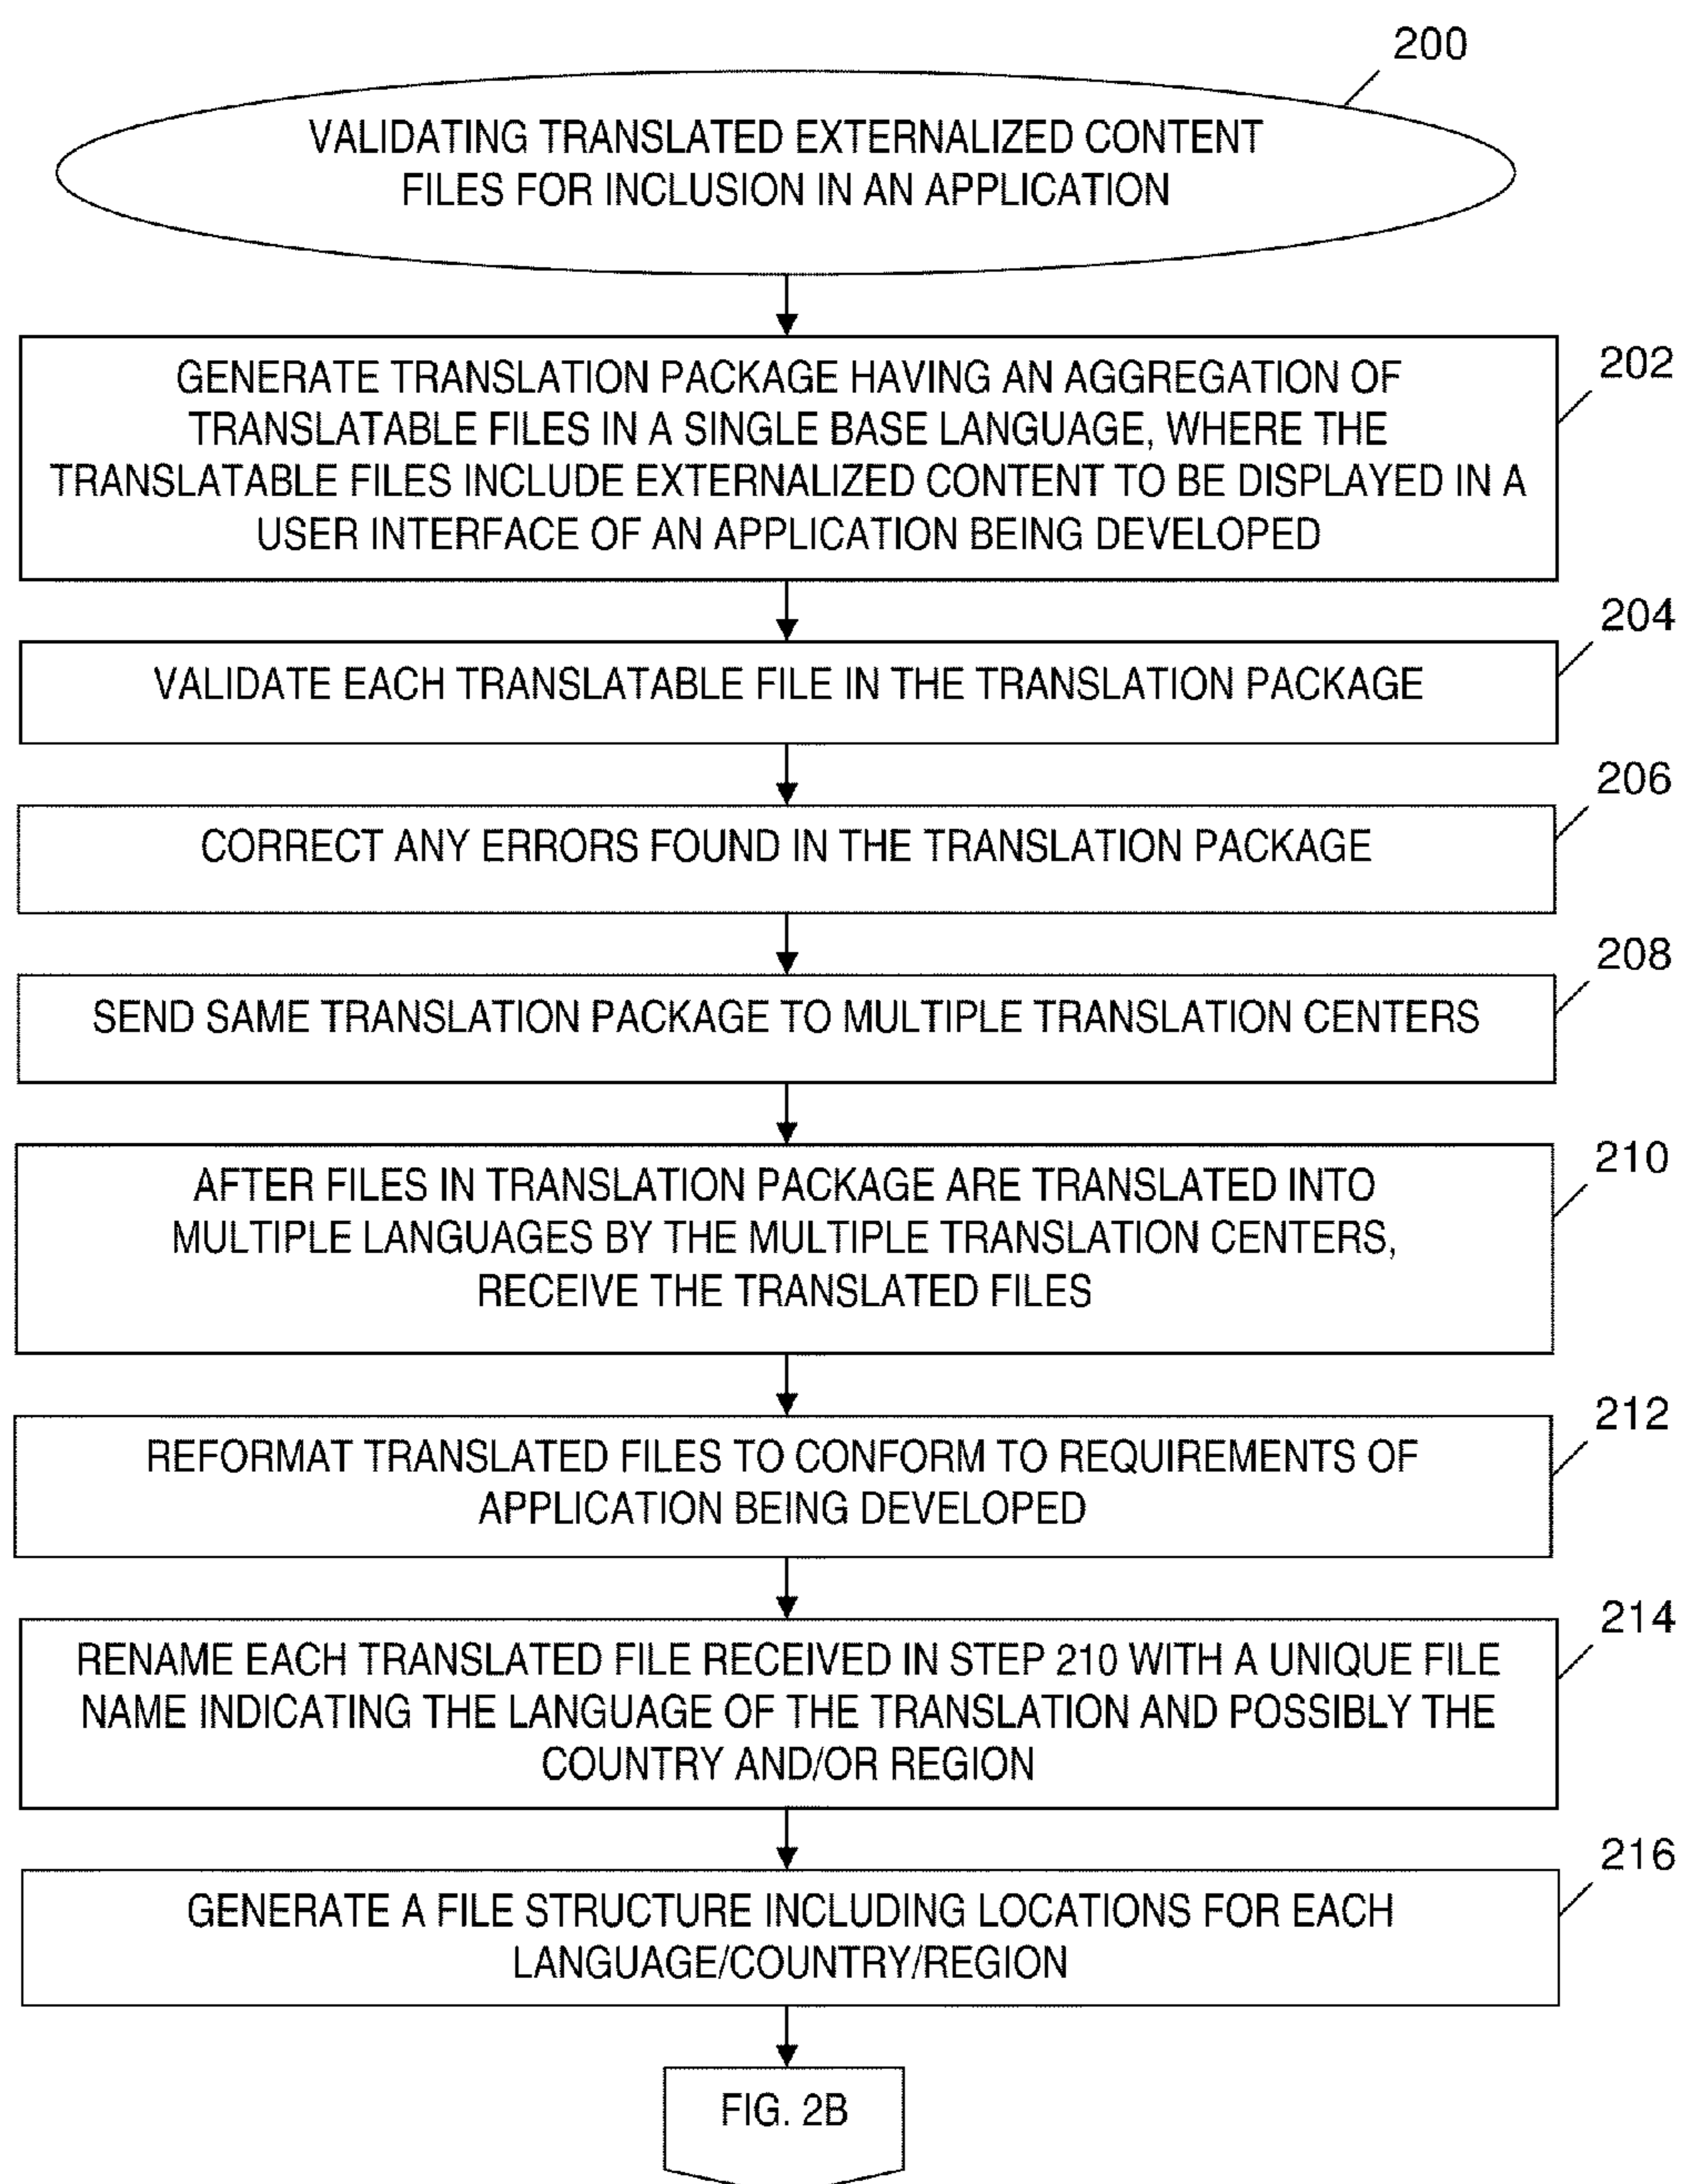 200
VALIDATING TRANSLATED EXTERNALIZED CONTENT
FILES FOR INCLUSION IN AN APPLICATION
202
GENERATE TRANSLATION PACKAGE HAVING AN AGGREGATION OF
TRANSLATABLE FILES IN A SINGLE BASE LANGUAGE, WHERE THE
TRANSLATABLE FILES INCLUDE EXTERNALIZED CONTENT TO BE DISPLAYED IN A
USER INTERFACE OF AN APPLICATION BEING DEVELOPED
204
VALIDATE EACH TRANSLATABLE FILE IN THE TRANSLATION PACKAGE
206
CORRECT ANY ERRORS FOUND IN THE TRANSLATION PACKAGE
208
SEND SAME TRANSLATION PACKAGE TO MULTIPLE TRANSLATION CENTERS
210
AFTER FILES IN TRANSLATION PACKAGE ARE TRANSLATED INTO
MULTIPLE LANGUAGES BY THE MULTIPLE TRANSLATION CENTERS,
RECEIVE THE TRANSLATED FILES
212
REFORMAT TRANSLATED FILES TO CONFORM TO REQUIREMENTS OF
APPLICATION BEING DEVELOPED
214
RENAME EACH TRANSLATED FILE RECEIVED IN STEP 210 WITH A UNIQUE FILE
NAME INDICATING THE LANGUAGE OF THE TRANSLATION AND POSSIBLY THE
COUNTRY AND/OR REGION
216
GENERATE A FILE STRUCTURE INCLUDING LOCATIONS FOR EACH
LANGUAGE/COUNTRY/REGION
FIG. 2B